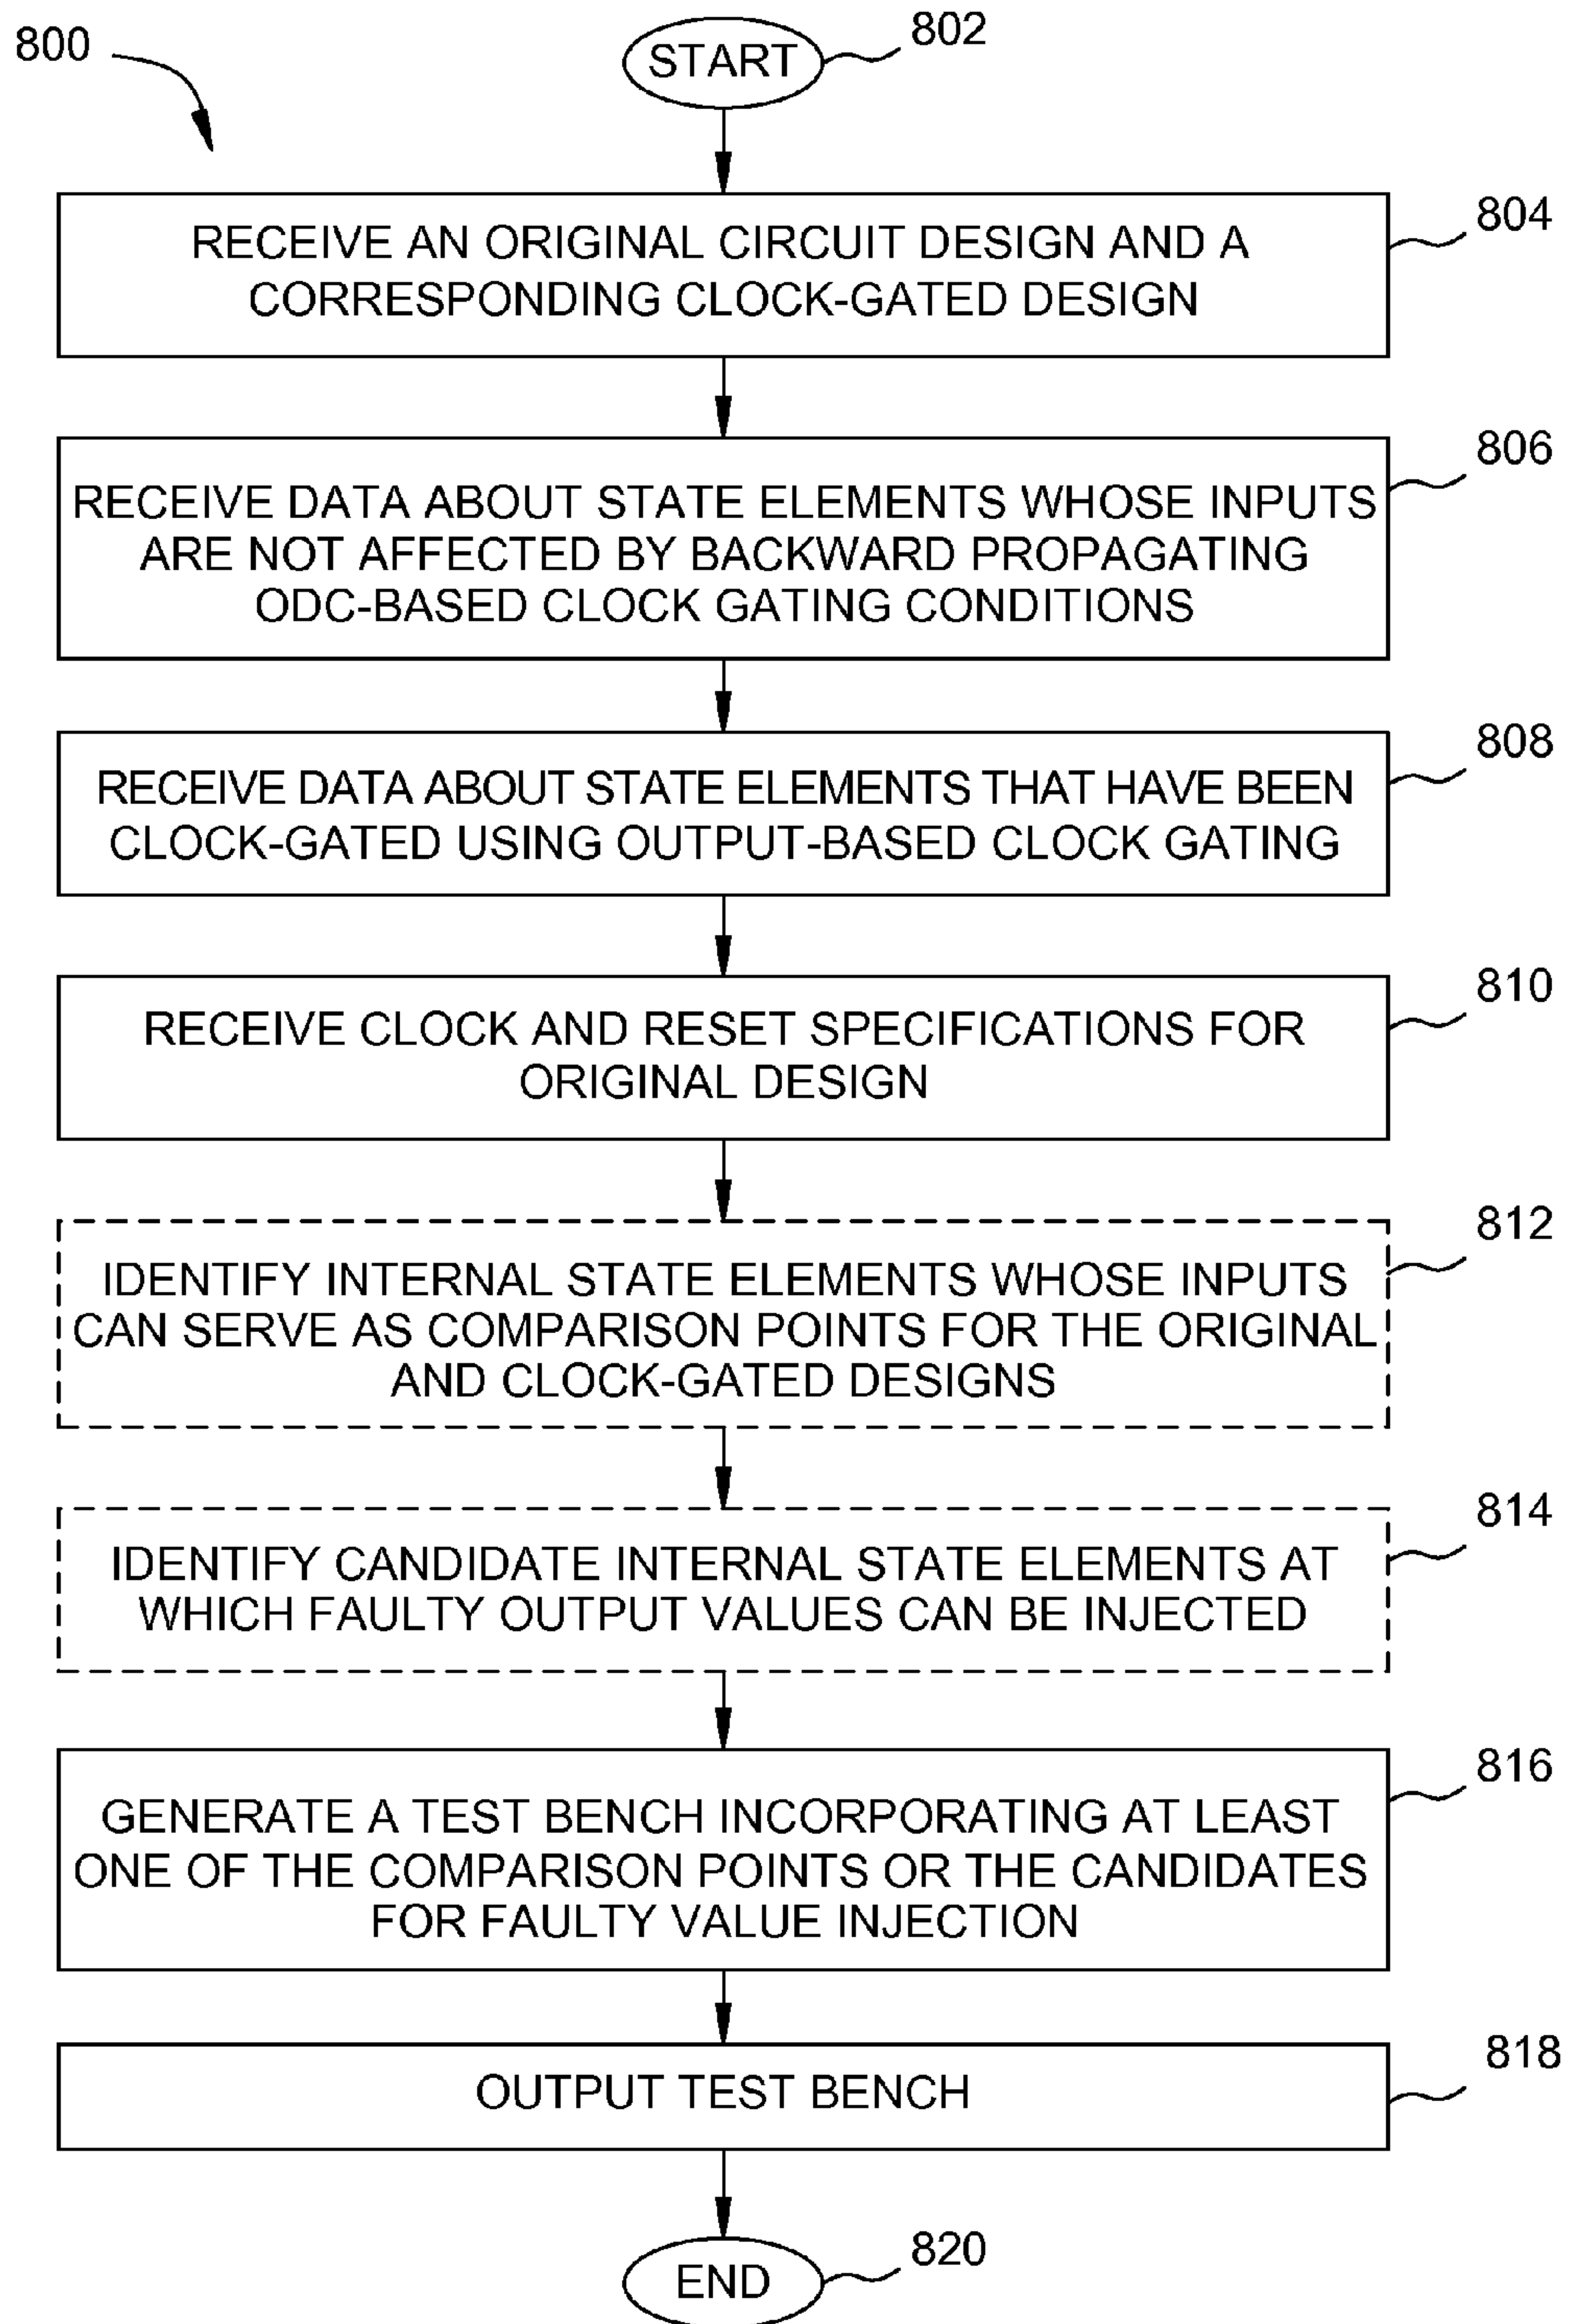 800
START
802
RECEIVE AN ORIGINAL CIRCUIT DESIGN AND A
CORRESPONDING CLOCK-GATED DESIGN
804
RECEIVE DATA ABOUT STATE ELEMENTS WHOSE INPUTS
ARE NOT AFFECTED BY BACKWARD PROPAGATING
ODC-BASED CLOCK GATING CONDITIONS
806
RECEIVE DATA ABOUT STATE ELEMENTS THAT HAVE BEEN
CLOCK-GATED USING OUTPUT-BASED CLOCK GATING
808
RECEIVE CLOCK AND RESET SPECIFICATIONS FOR
ORIGINAL DESIGN
810
IDENTIFY INTERNAL STATE ELEMENTS WHOSE INPUTS
CAN SERVE AS COMPARISON POINTS FOR THE ORIGINAL
AND CLOCK-GATED DESIGNS
812
IDENTIFY CANDIDATE INTERNAL STATE ELEMENTS AT
WHICH FAULTY OUTPUT VALUES CAN BE INJECTED
814
GENERATE A TEST BENCH INCORPORATING AT LEAST
ONE OF THE COMPARISON POINTS OR THE CANDIDATES
FOR FAULTY VALUE INJECTION
816
OUTPUT TEST BENCH
818
END
820